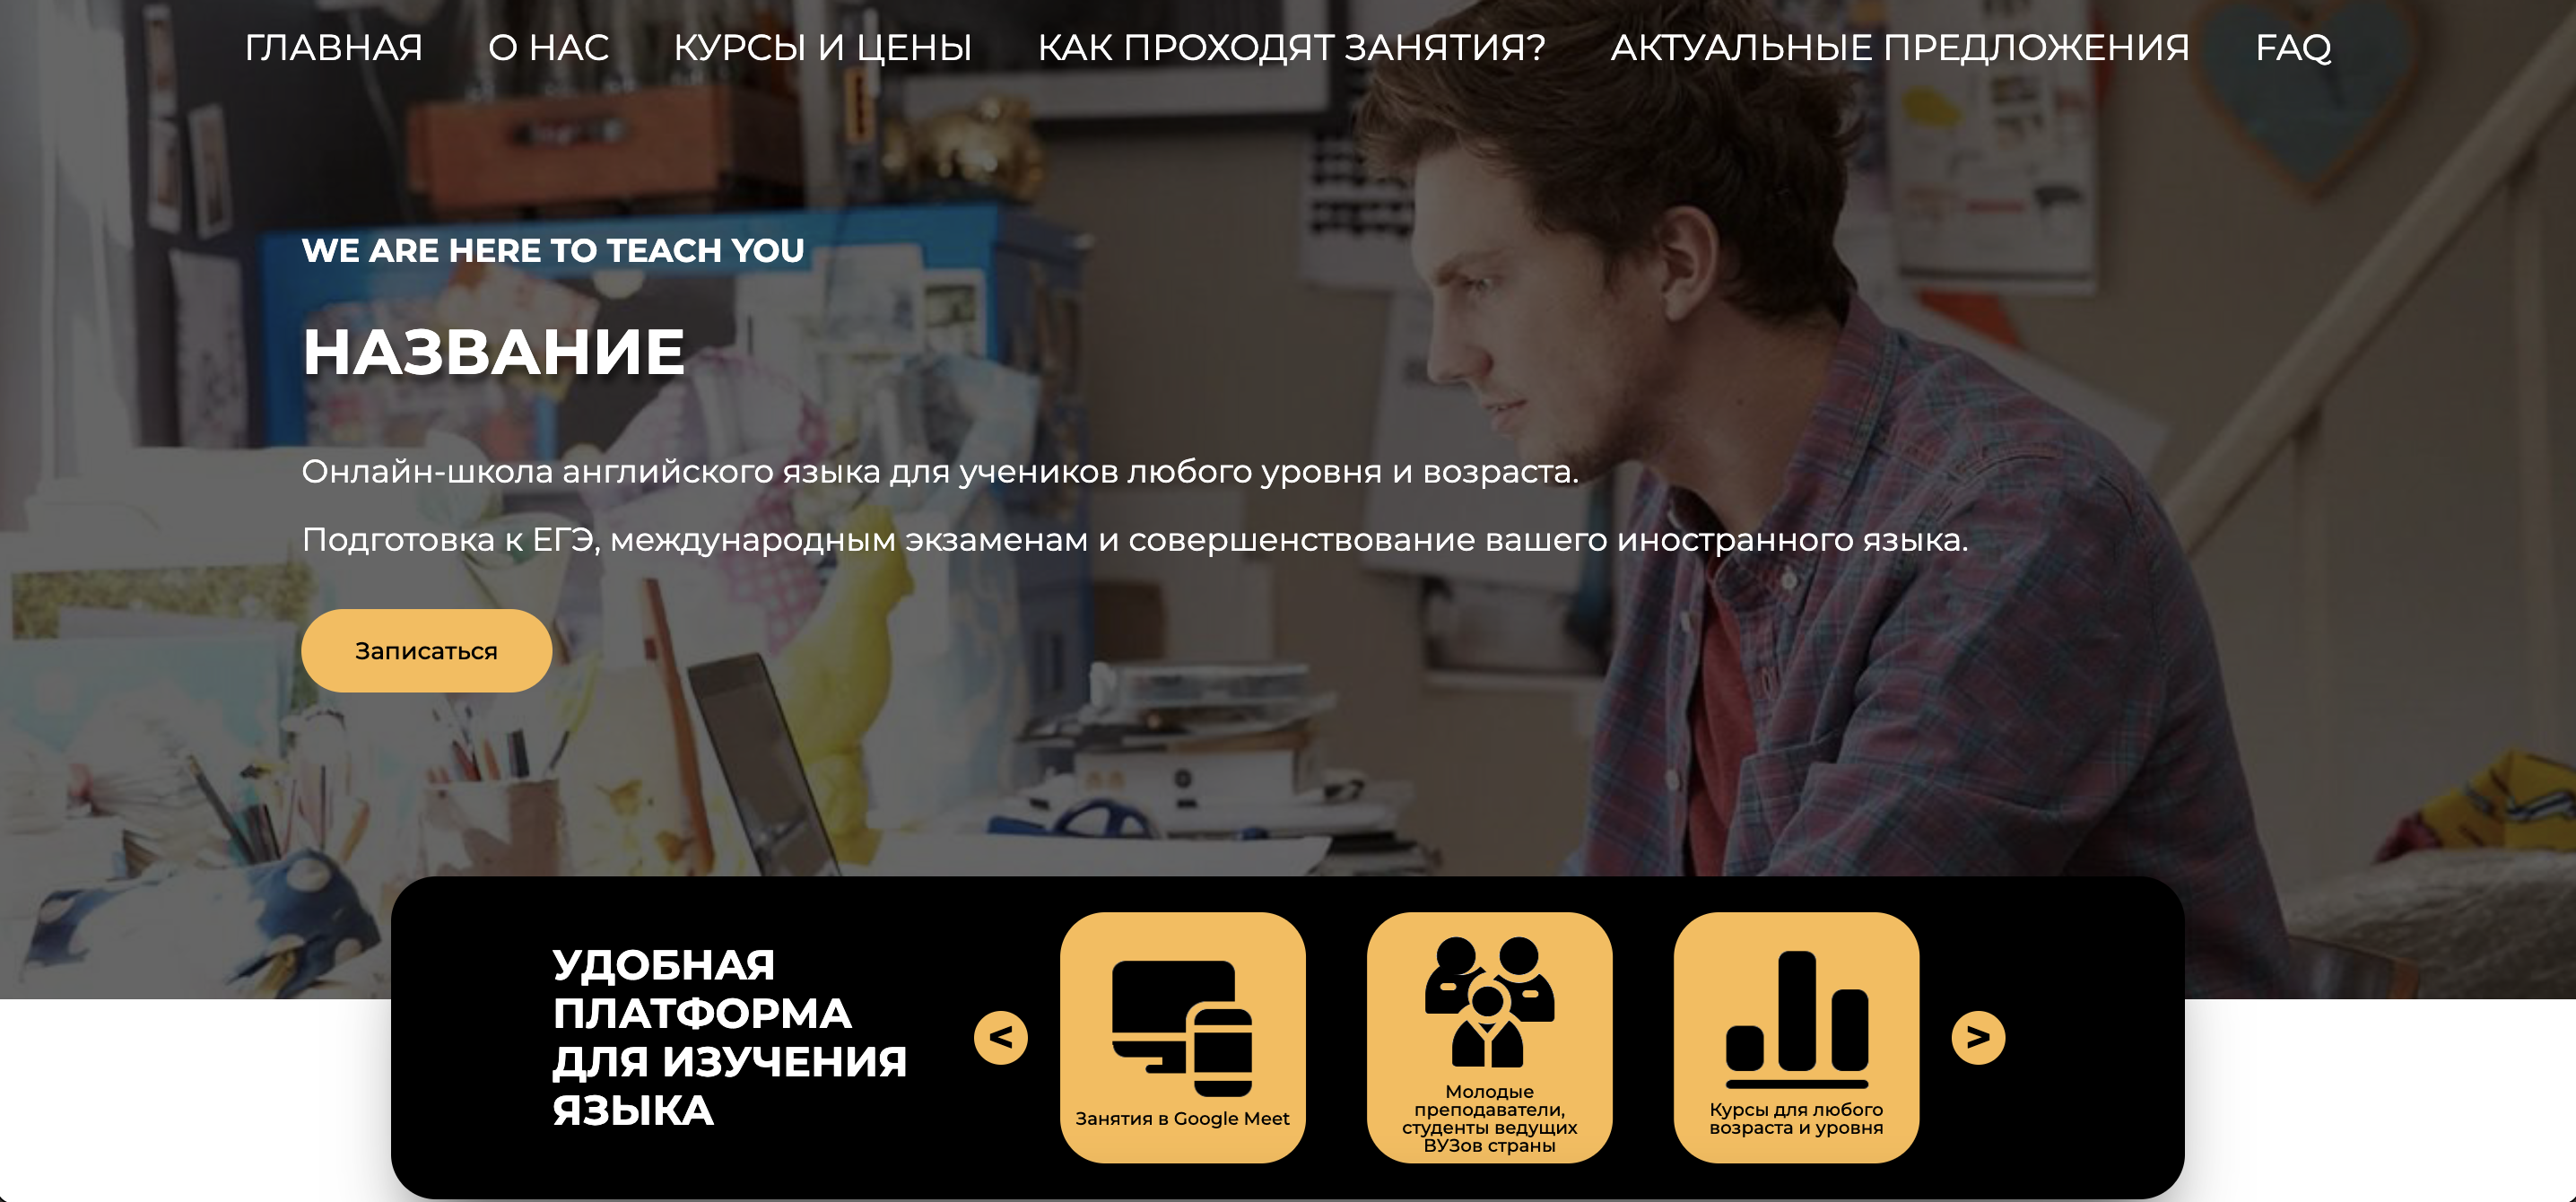 ГЛАВНАЯ О НАС КУРСЫ И ЦЕНЫ КАК ПРОХОДЯТ ЗАНЯТИЯ? АКТУАЛЬНЫЕ ПРЕДЛОЖЕНИЯ FAQ
WE ARE HERE TO TEACH YOU
НАЗВАНИЕ
Онлайн-школа английского языка для учеников любого уровня и возраста.
Подготовка к ЕГЭ, международным экзаменам и совершенствование вашего иностранного языка.
Записаться
УДОБНАЯ
ПЛАТФОРМА
ДЛЯ ИЗУЧЕНИЯ
ЯЗЫКА
<
Занятия в Google Meet
Молодые
преподаватели,
студенты ведущих
ВУЗов страны
Курсы для любого
возраста и уровня
>